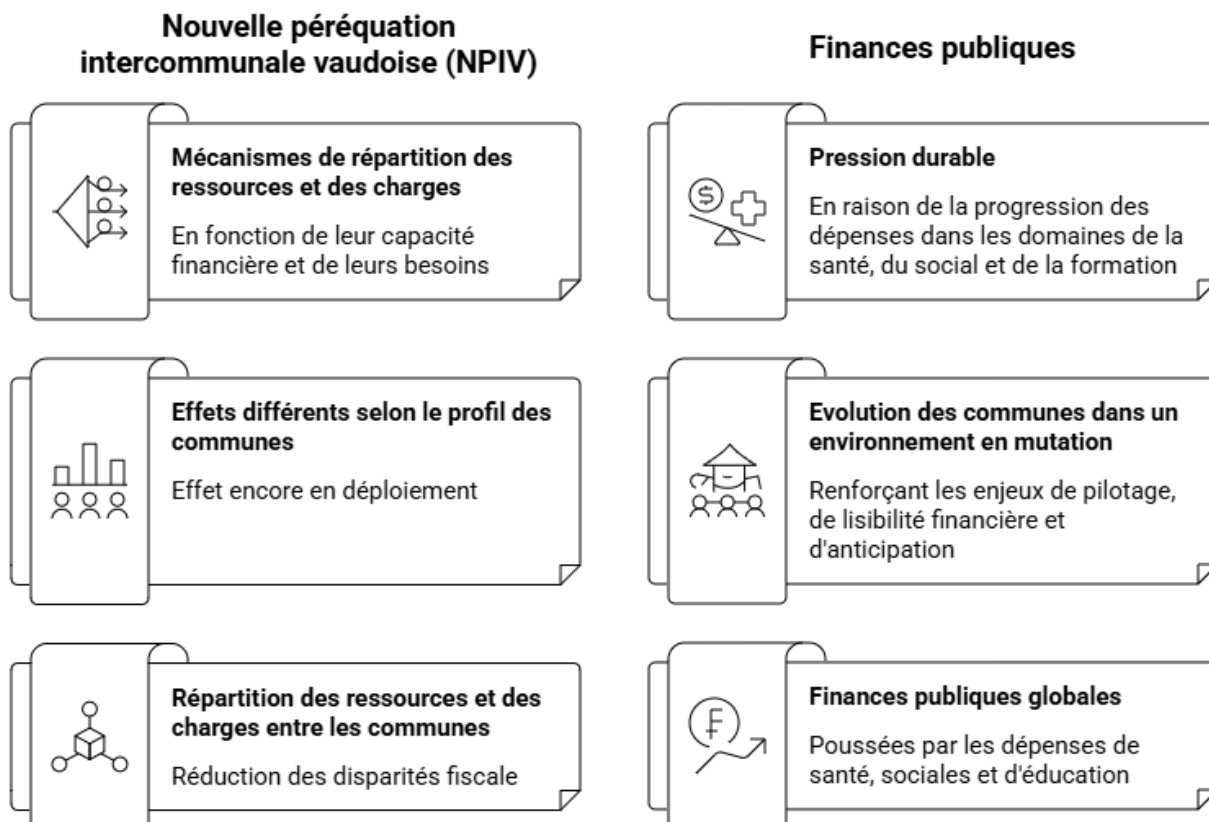 Nouvelle péréquation
intercommunale vaudoise (NPIV)
Mécanismes de répartition des
ressources et des charges
En fonction de leur capacité
financière et de leurs besoins
Effets différents selon le profil des
communes
Effet encore en déploiement
Répartition des ressources et des
charges entre les communes
Réduction des disparités fiscale
Finances publiques
$
Pression durable
En raison de la progression des
dépenses dans les domaines de la
santé, du social et de la formation
Evolution des communes dans un
environnement en mutation
Renforçant les enjeux de pilotage,
de lisibilité financière et
d'anticipation
Finances publiques globales
Poussées par les dépenses de
santé, sociales et d'éducation